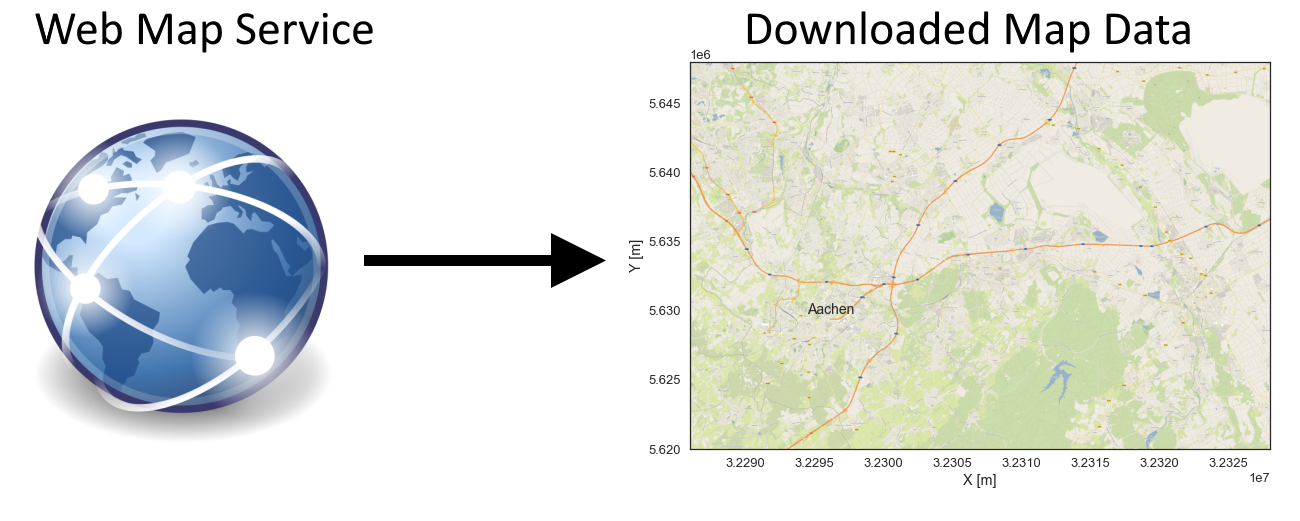 Web Map Service
Downloaded Map Data
1e6
5.645
5.640
5.635
5.630
5.625
5.620
Y [m]
Aachen
3.2290 3.2295 3.2300 3.2305 3.2310 3.2315 3.2320 3.2325
X [m]
1e7